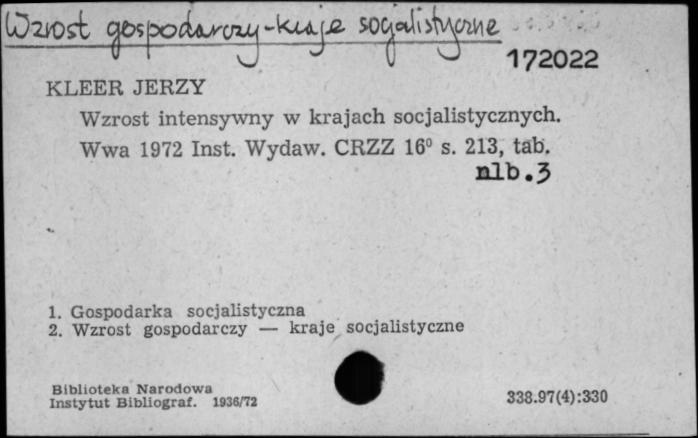 Wzrost gospodarczy-kraje socjalistyczne
172022
KLEER JERZY
Wzrost intensywny w krajach socjalistycznych.
Wwa 1972 Inst. Wydaw. CRZZ 16⁰ s. 213, tab.
nlb.3
1. Gospodarka socjalistyczna
2. Wzrost gospodarczy — kraje socjalistyczne
Biblioteka Narodowa
Instytut Bibliograf. 1936/72
338.97(4):330